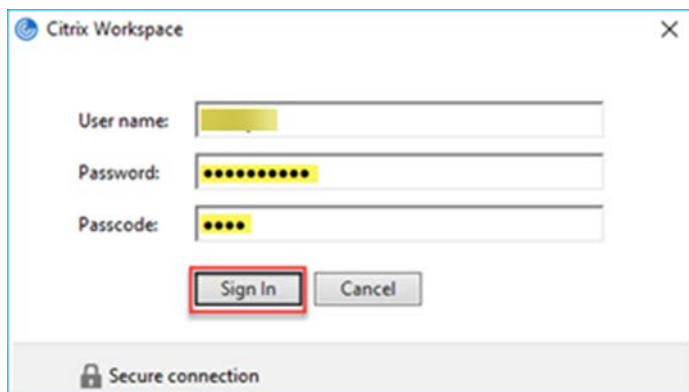 Citrix Workspace
User name:
Password: ●●●●●●●●●●
Passcode: ●●●●
Sign In Cancel
Secure connection